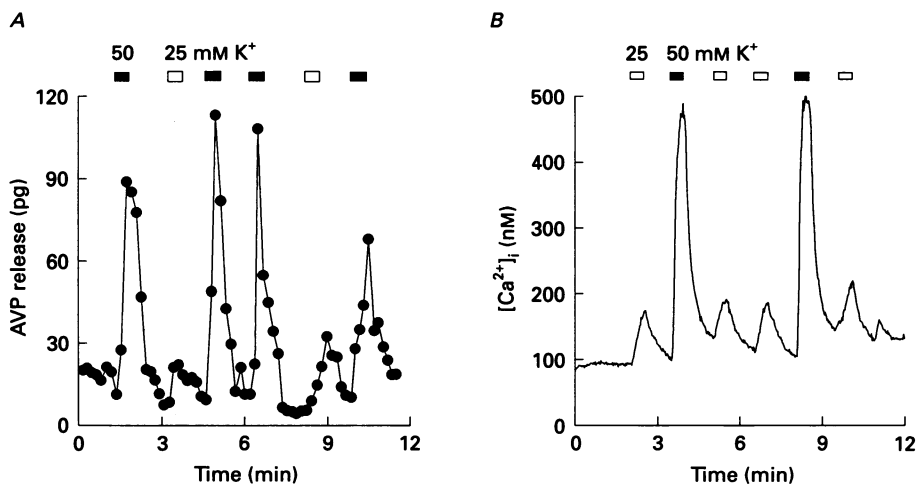 A
50 25 mM K+
120
90
60
30
0
AVP release (pg)
0 3 6 9 12
Time (min)
B
25 50 mM K+
500
400
300
200
100
0
[Ca2+]i (nM)
0 3 6 9 12
Time (min)